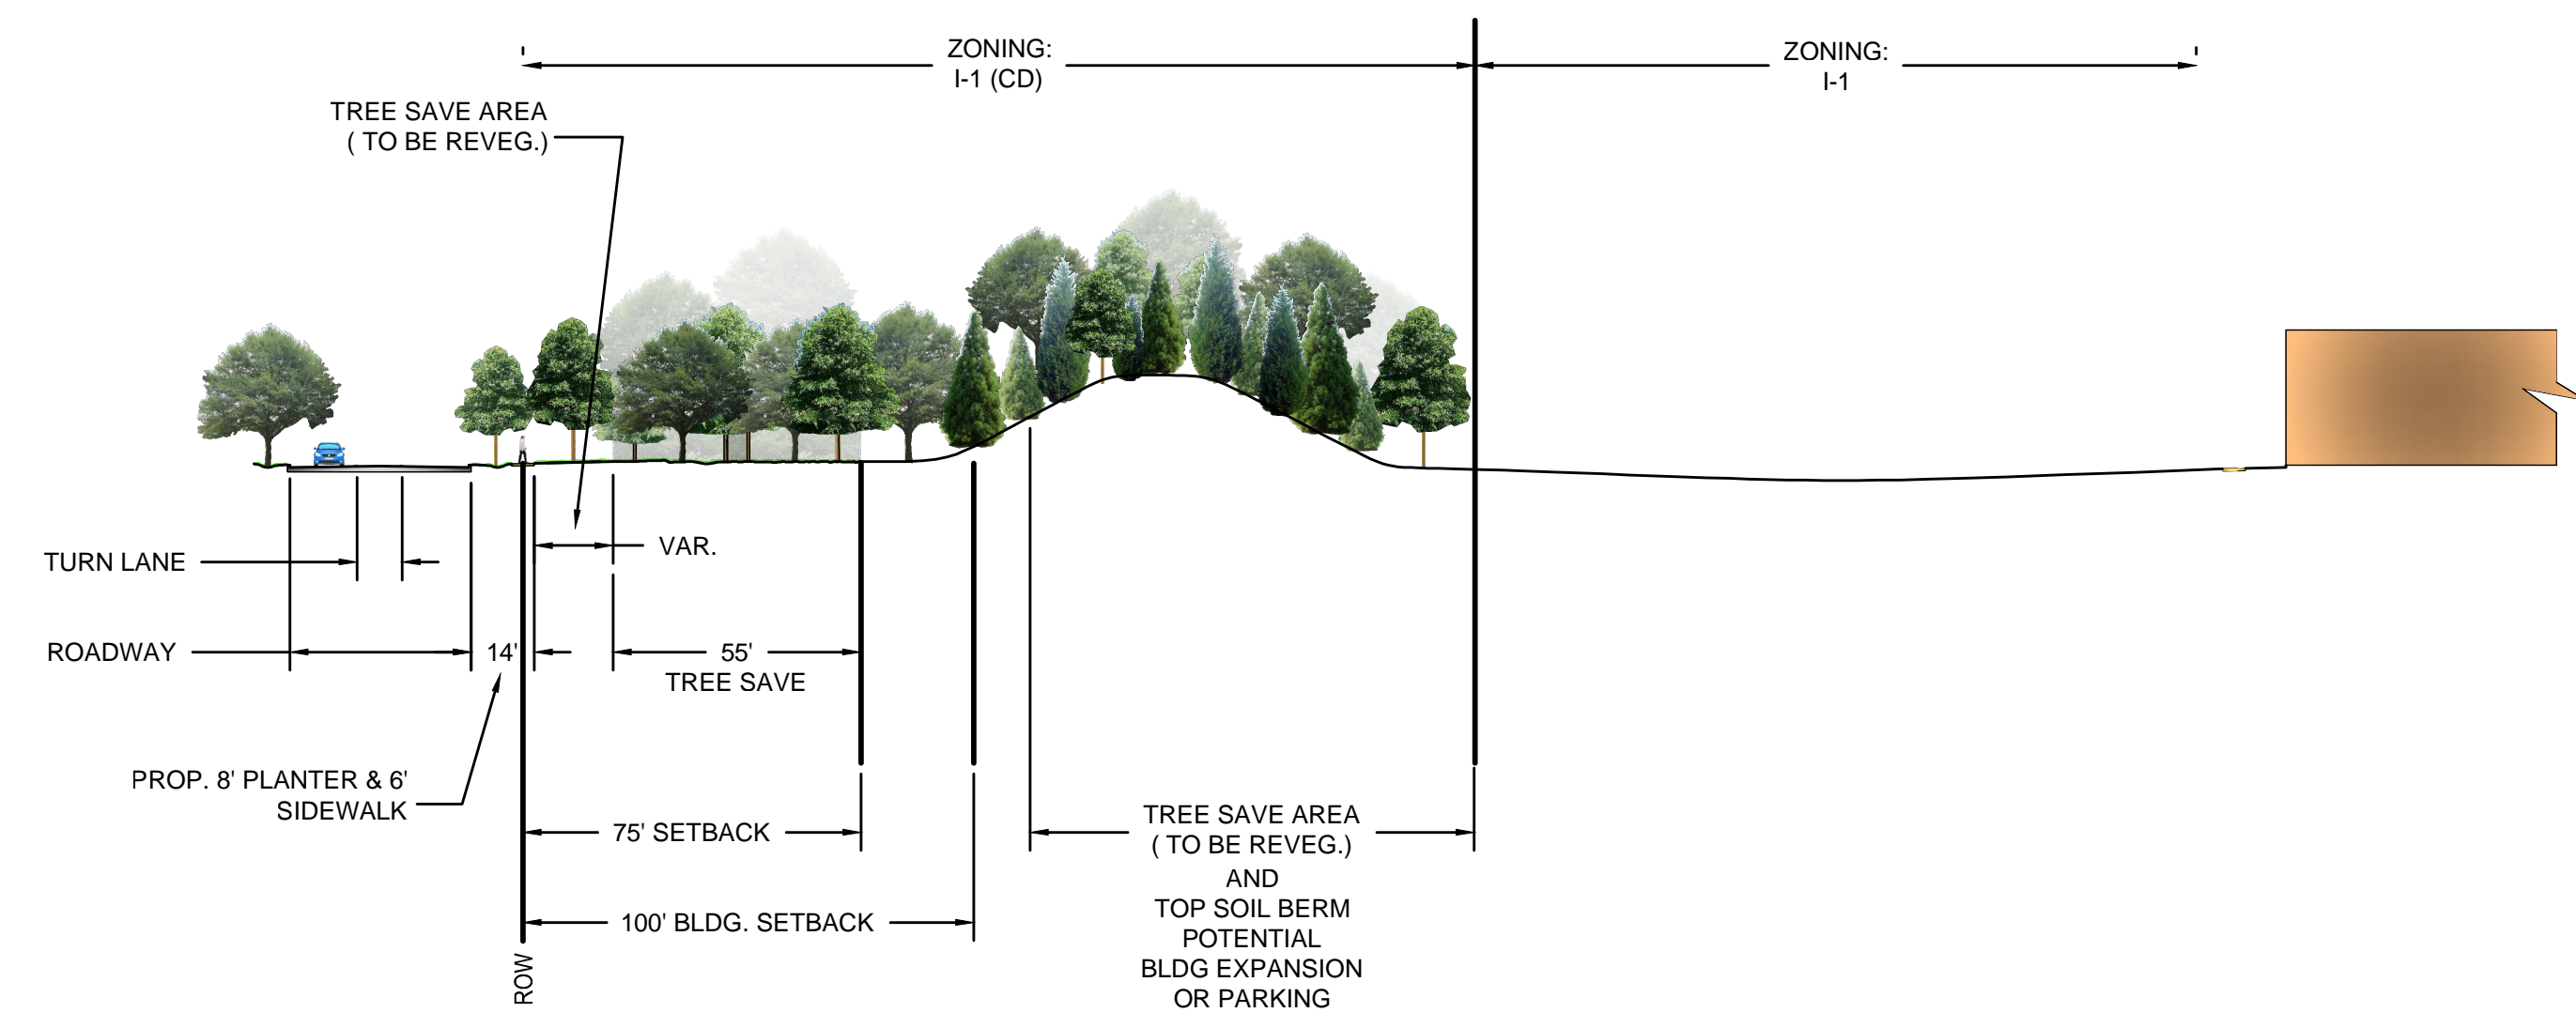 ZONING:
I-1 (CD)
ZONING:
I-1
TREE SAVE AREA
( TO BE REVEG.)
VAR.
TURN LANE
ROADWAY
14'
55'
TREE SAVE
PROP. 8' PLANTER & 6'
SIDEWALK
75' SETBACK
100' BLDG. SETBACK
ROW
TREE SAVE AREA
( TO BE REVEG.)
AND
TOP SOIL BERM
POTENTIAL
BLDG EXPANSION
OR PARKING